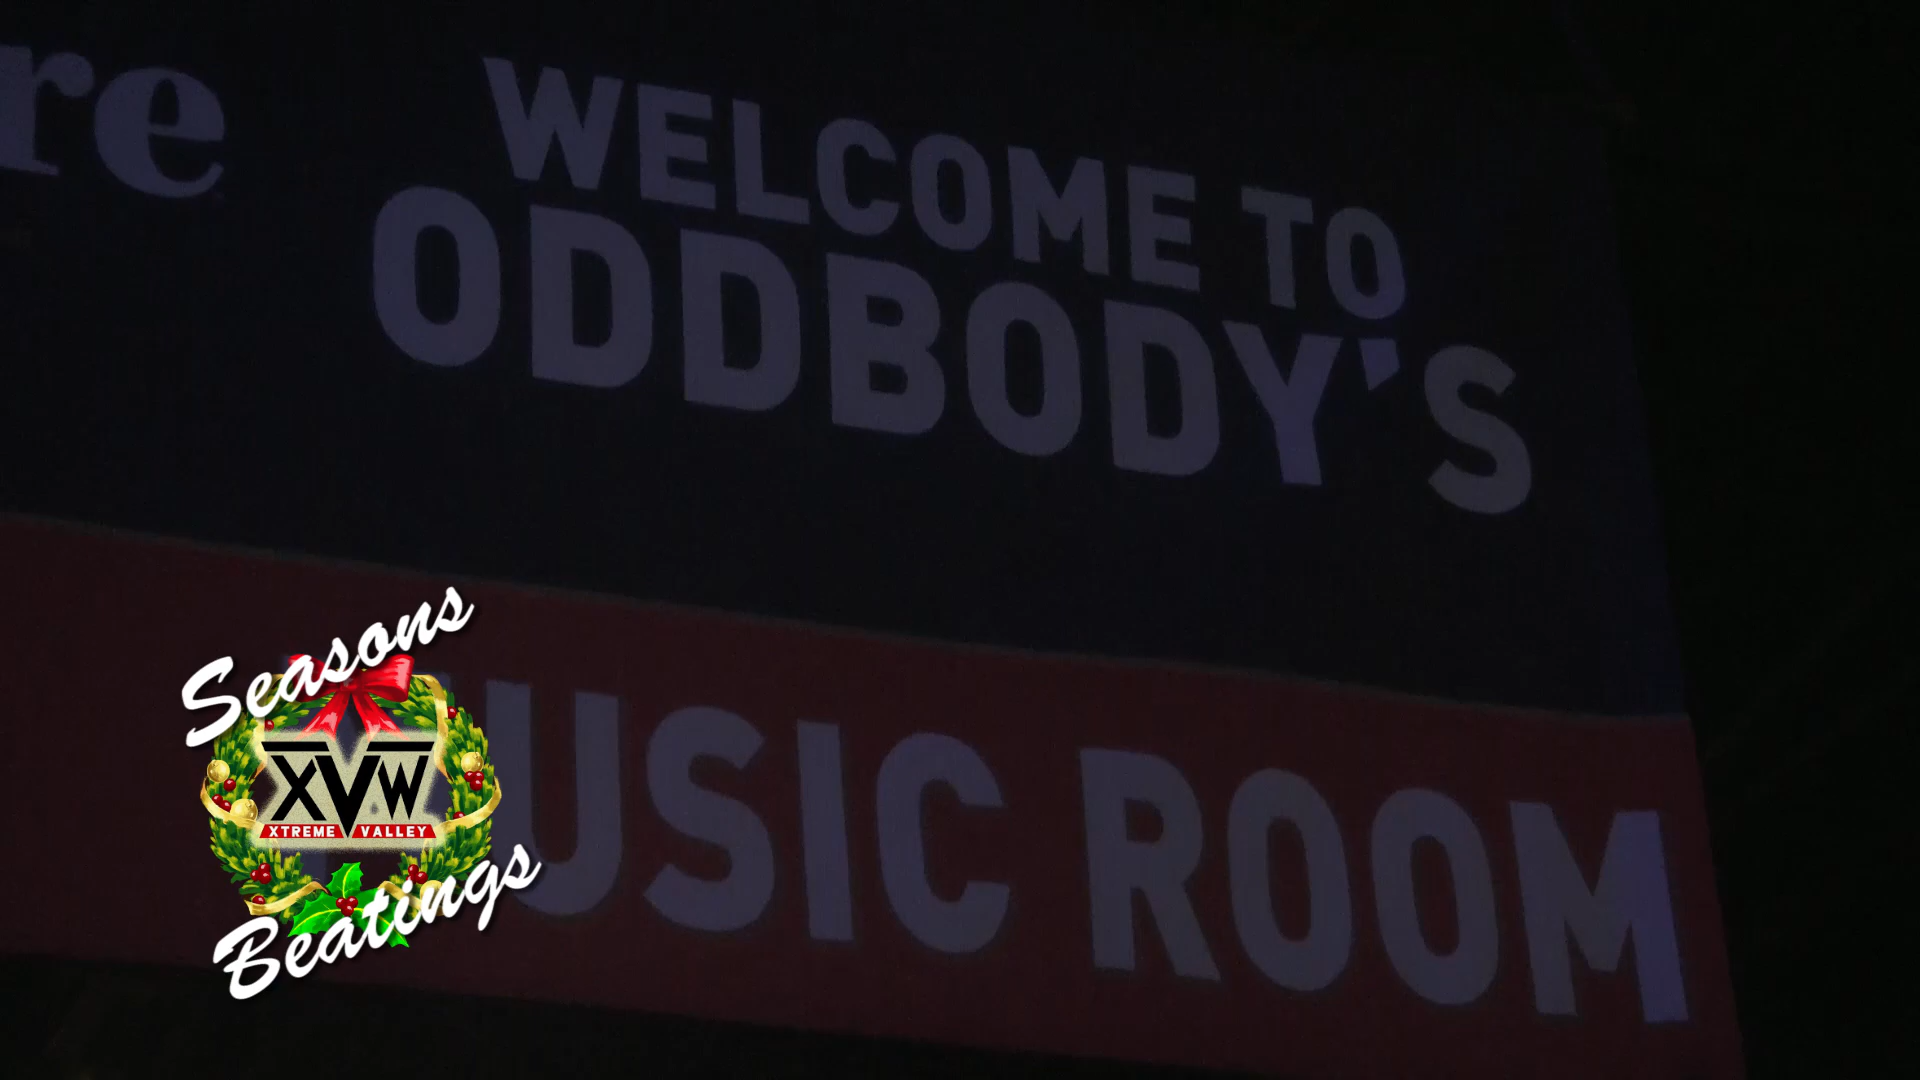 re
WELCOME TO
ODDBODY'S
USIC ROOM
Seasons
XVW
XTREME VALLEY
Beatings